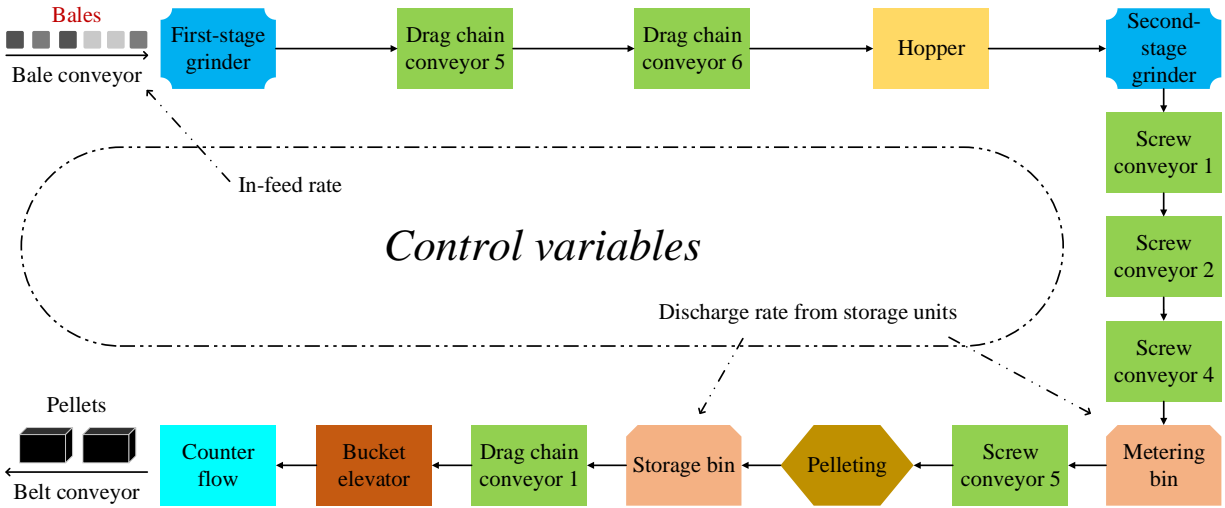 Bales
Bale conveyor
First-stage
grinder
Drag chain
conveyor 5
Drag chain
conveyor 6
Hopper
Second-
stage
grinder
Screw
conveyor 1
In-feed rate
Control variables
Screw
conveyor 2
Discharge rate from storage units
Screw
conveyor 4
Pellets
Belt conveyor
Counter
flow
Bucket
elevator
Drag chain
conveyor 1
Storage bin
Pelleting
Screw
conveyor 5
Metering
bin